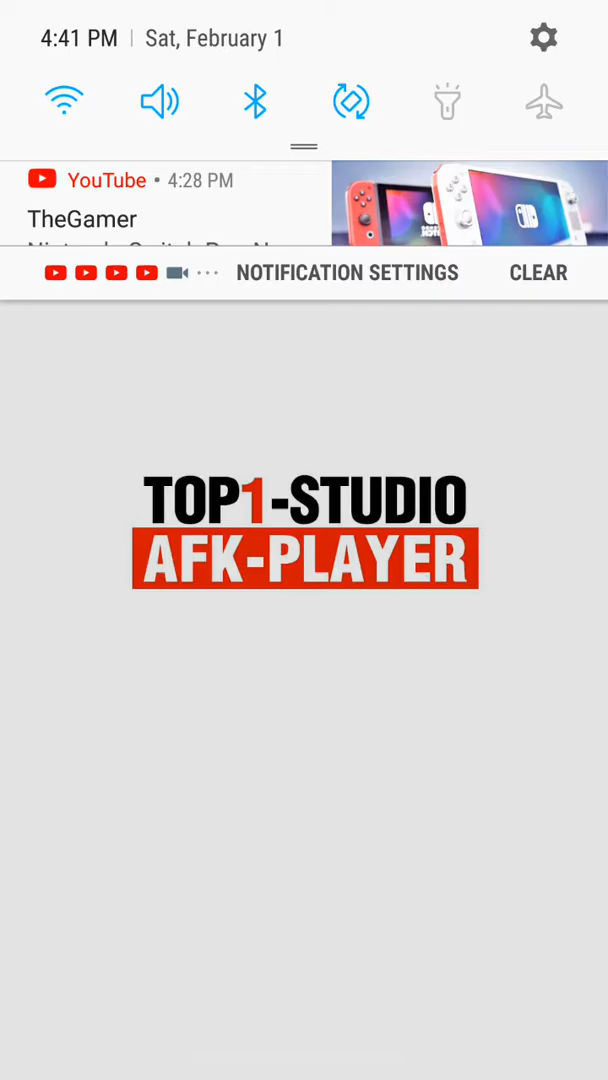 4:41 PM Sat, February 1
YouTube • 4:28 PM
TheGamer
NOTIFICATION SETTINGS CLEAR
TOP1-STUDIO
AFK-PLAYER